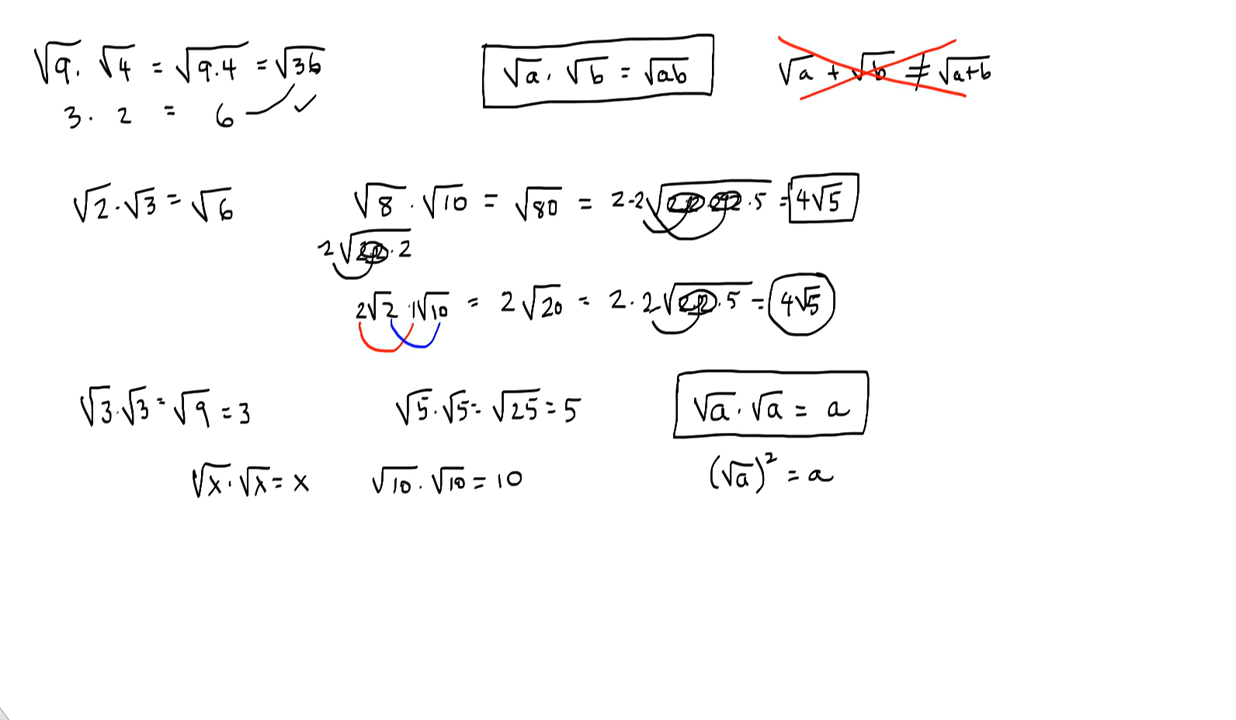 √9 · √4 = √9.4 = √36
3 · 2 = 6 ✓
√a · √b = √ab
√a + √b ≠ √a+b
√2 · √3 = √6
√8 · √10 = √80 = 2·2√2·2·2·2·5 = 4√5
2√2·2·2
2√2 · 1√10 = 2√20 = 2·2√2·2·5 = 4√5
√3 · √3 = √9 = 3
√5 · √5 = √25 = 5
√a · √a = a
√x · √x = x
√10 · √10 = 10
(√a)² = a